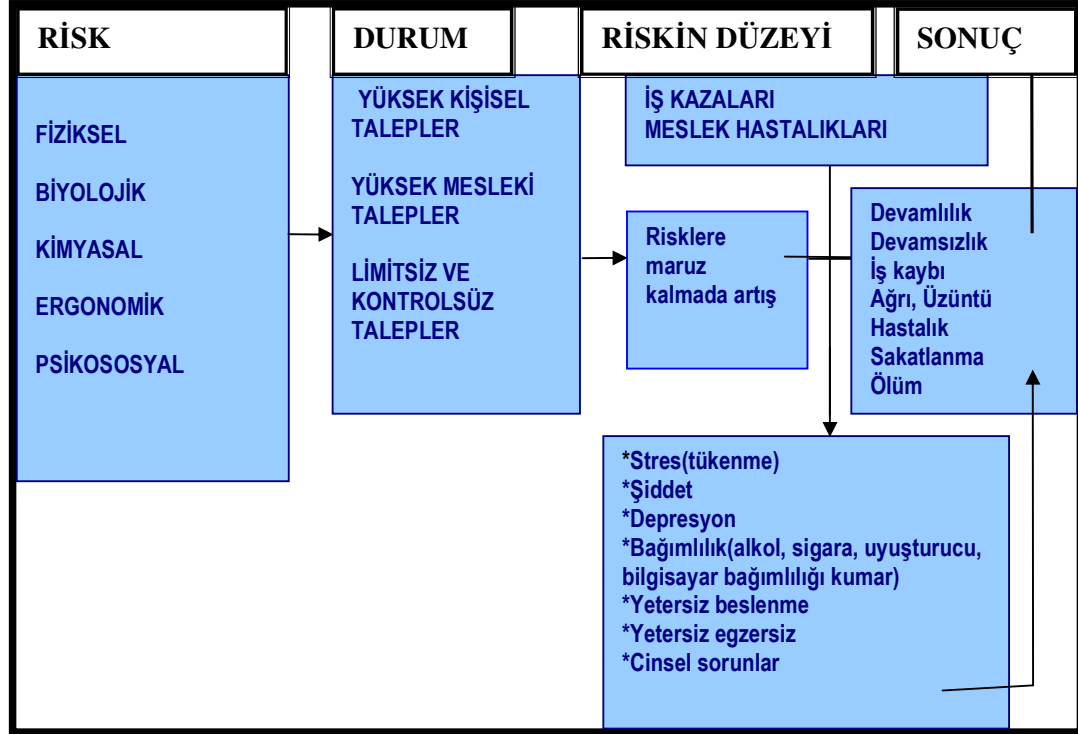 RİSK
DURUM
RİSKİN DÜZEYİ
SONUÇ
FİZİKSEL
BİYOLOJİK
KİMYASAL
ERGONOMİK
PSİKOSOSYAL
YÜKSEK KİŞİSEL
TALEPLER
YÜKSEK MESLEKİ
TALEPLER
LİMİTSİZ VE
KONTROLSÜZ
TALEPLER
İŞ KAZALARI
MESLEK HASTALIKLARI
Risklere
maruz
kalmada artış
Devamlılık
Devamsızlık
İş kaybı
Ağrı, Üzüntü
Hastalık
Sakatlanma
Ölüm
*Stres(tükenme)
*Şiddet
*Depresyon
*Bağımlılık(alkol, sigara, uyuşturucu,
bilgisayar bağımlılığı kumar)
*Yetersiz beslenme
*Yetersiz egzersiz
*Cinsel sorunlar